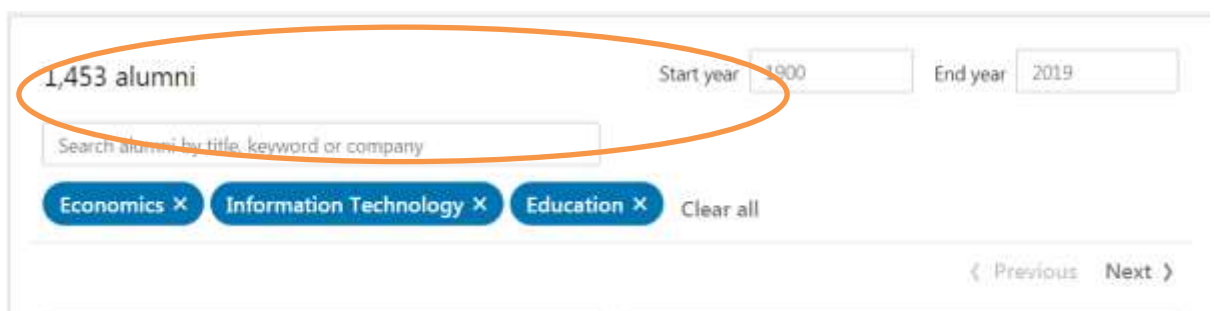 1,453 alumni Start year 1900 End year 2019
Search alumni by title, keyword or company
Economics × Information Technology × Education × Clear all
‹ Previous Next ›